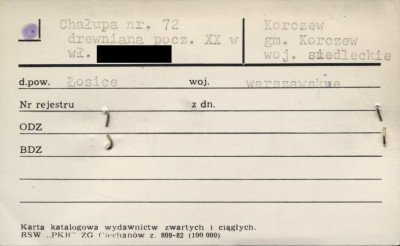 Chałupa nr. 72
drewniana pocz. XX w
wł.
Korczew
gm. Korczew
woj. siedleckie
d.pow. Łosice woj. warszawskie
Nr rejestru z dn.
ODZ
BDZ
Karta katalogowa wydawnictw zwartych i ciągłych.
RSW „PKR" ZG Ciechanów z. 809-82 (100 000)